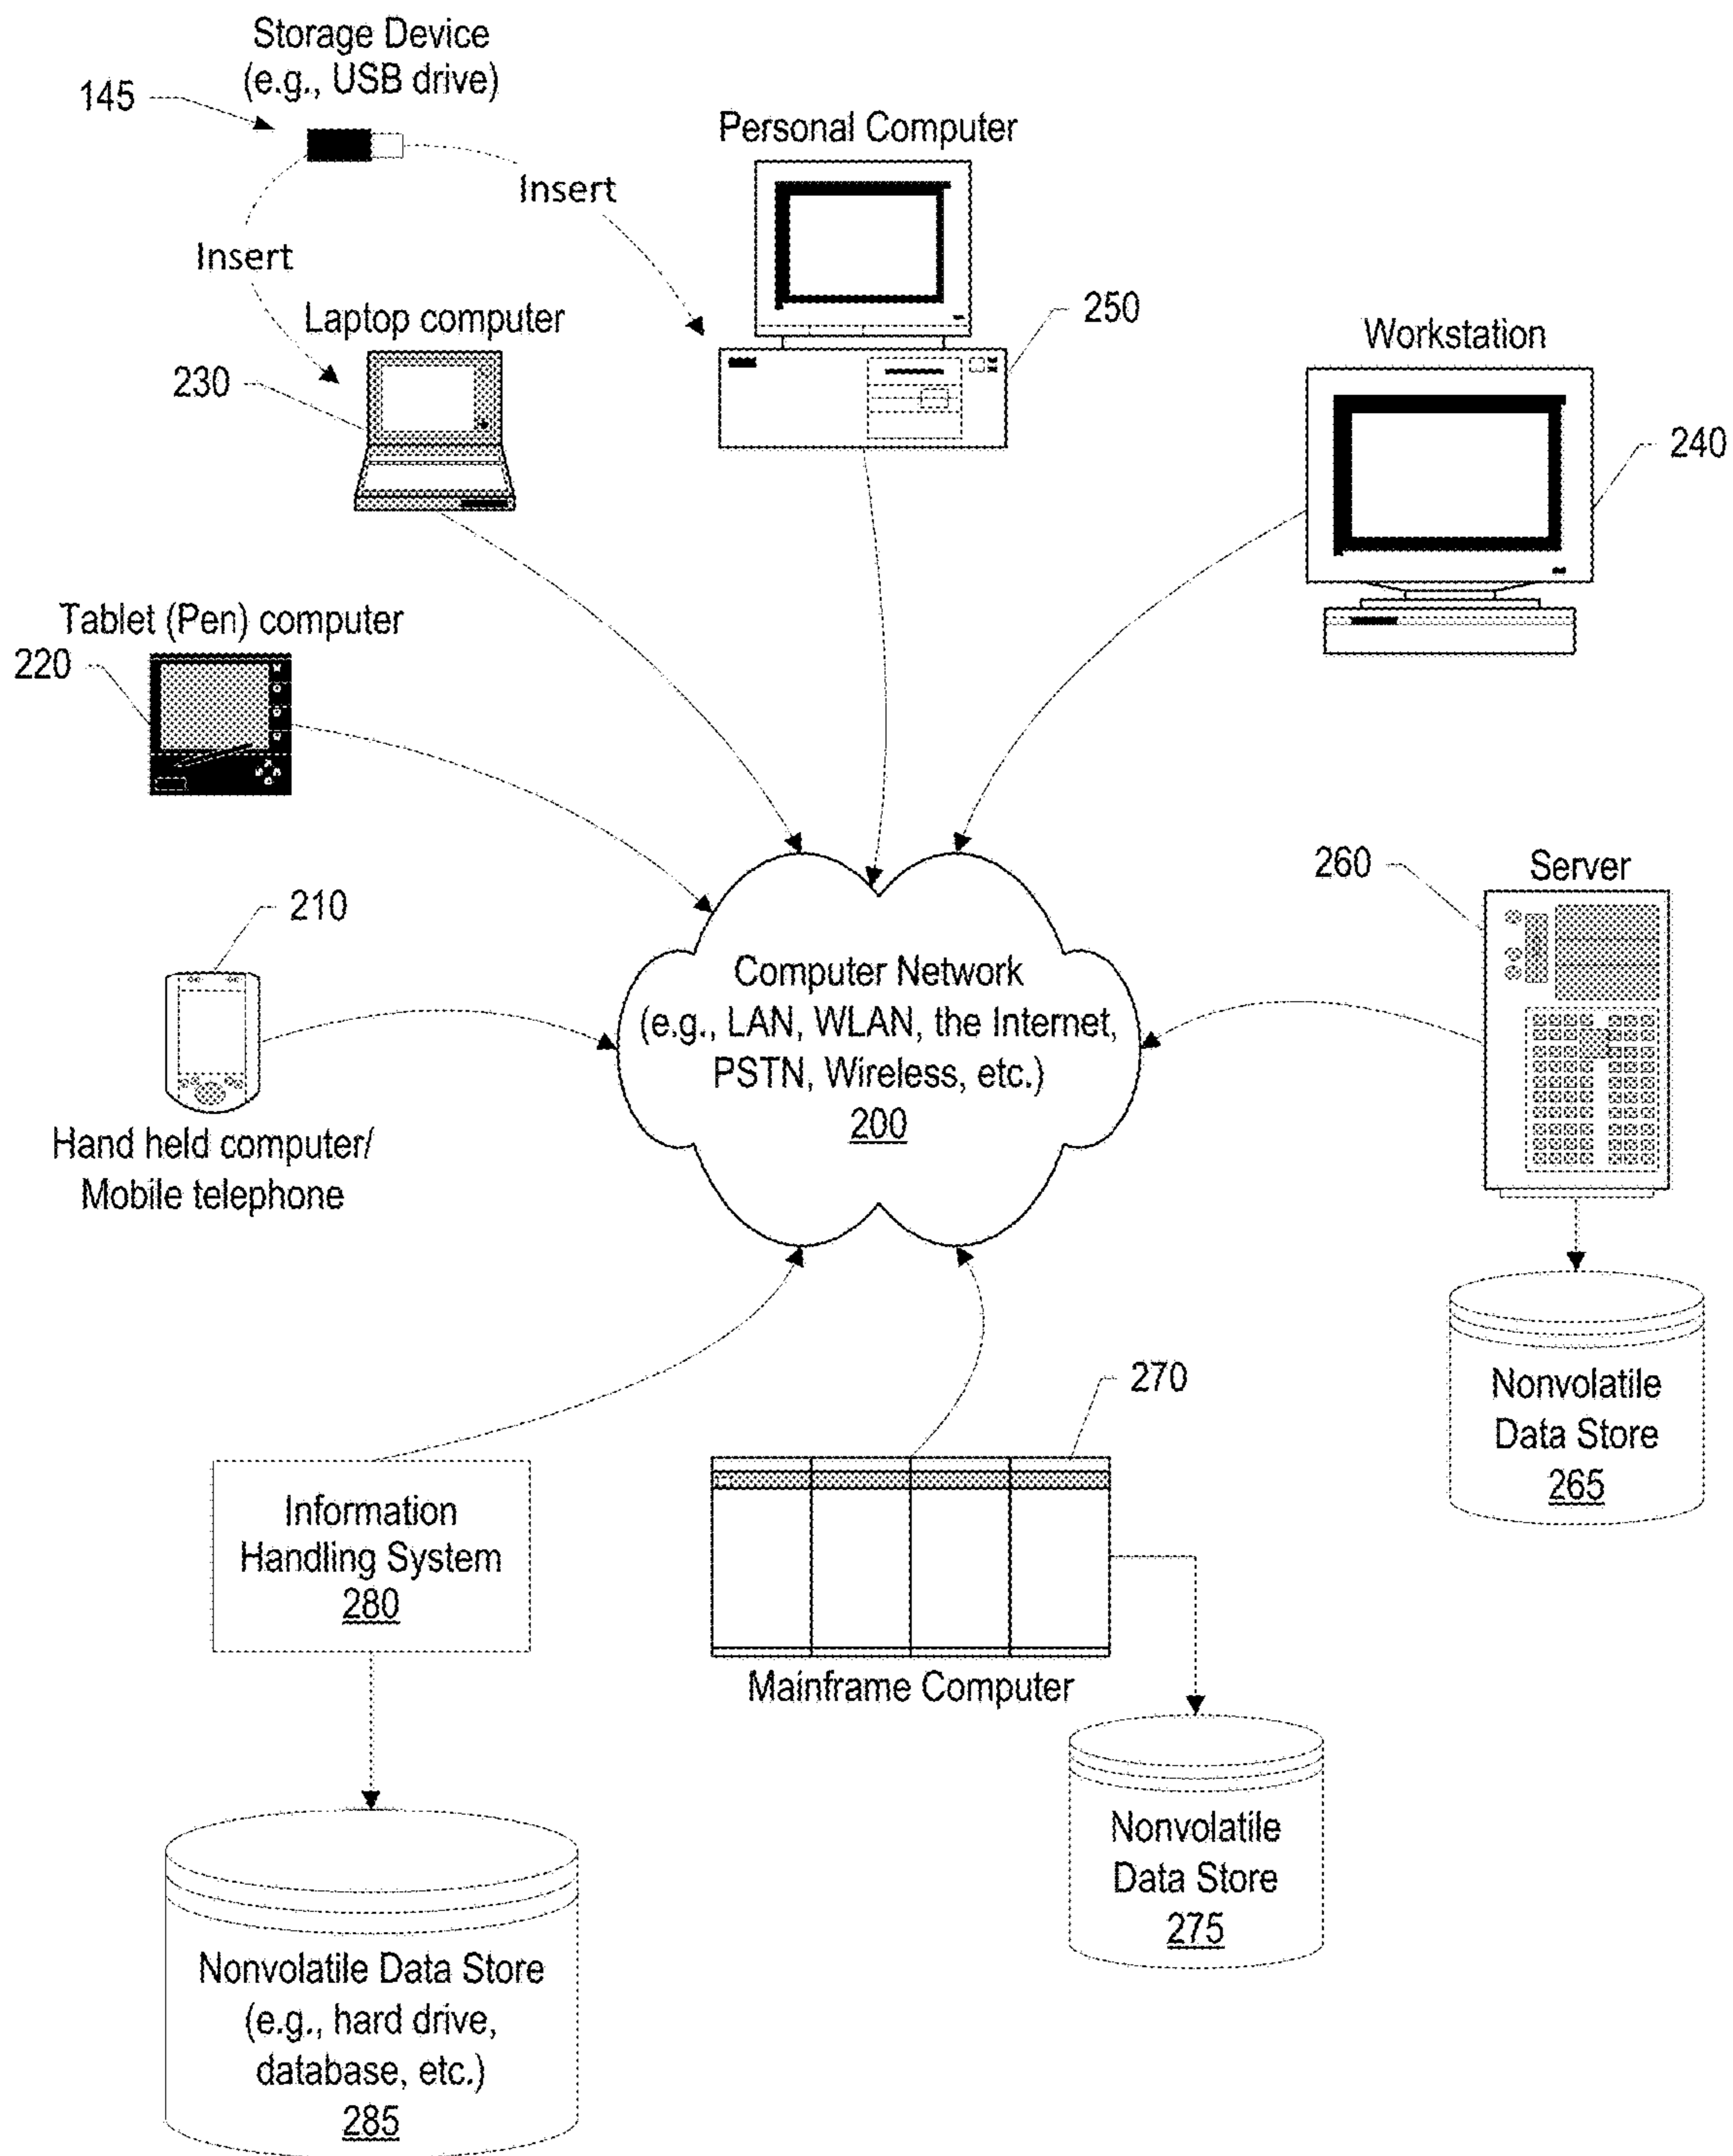 Storage Device
(e.g., USB drive)
145
Personal Computer
Insert
Insert
Laptop computer
250
Workstation
230
240
Tablet (Pen) computer
220
260
Server
210
Computer Network
(e.g., LAN, WLAN, the Internet,
PSTN, Wireless, etc.)
200
Hand held computer/
Mobile telephone
270
Nonvolatile
Data Store
265
Information
Handling System
280
Mainframe Computer
Nonvolatile
Data Store
275
Nonvolatile Data Store
(e.g., hard drive,
database, etc.)
285